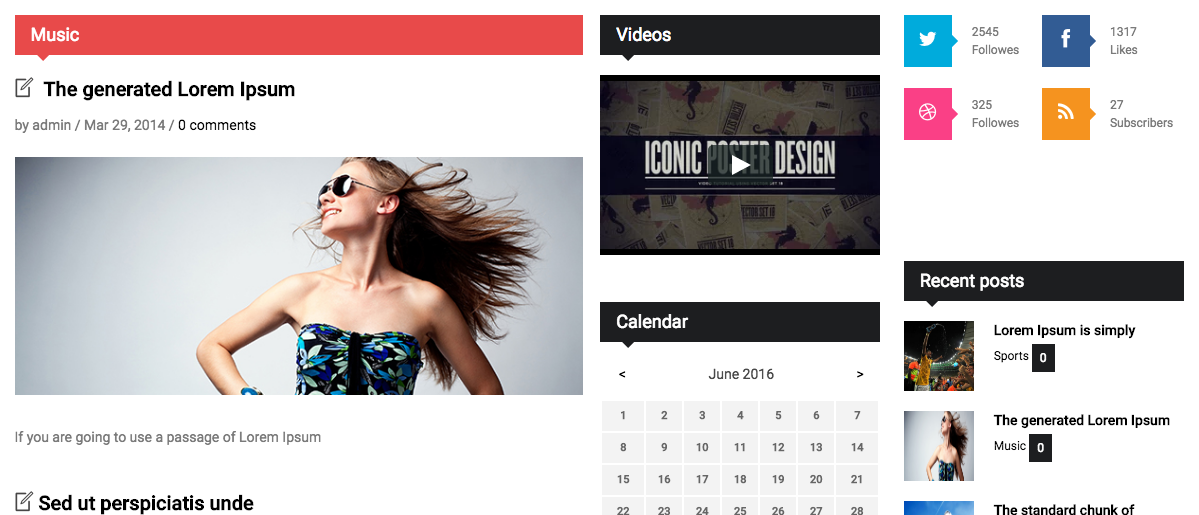 Music
The generated Lorem Ipsum
by admin / Mar 29, 2014 / 0 comments
If you are going to use a passage of Lorem Ipsum
Sed ut perspiciatis unde
Videos
ICONIC POSTER DESIGN
Calendar
< June 2016 >
1 2 3 4 5 6 7
8 9 10 11 12 13 14
15 16 17 18 19 20 21
22 23 24 25 26 27 28
2545
Followes
1317
Likes
325
Followes
27
Subscribers
Recent posts
Lorem Ipsum is simply
Sports 0
The generated Lorem Ipsum
Music 0
The standard chunk of